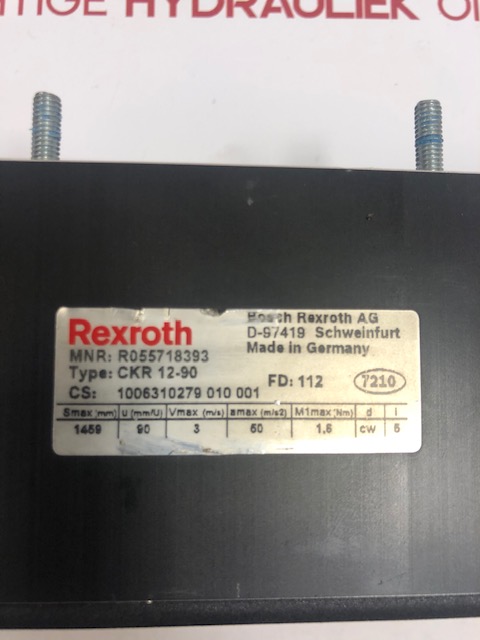 HYDRAULIEK
Rexroth
Bosch Rexroth AG
D-97419 Schweinfurt
Made in Germany
MNR: R055718393
Type: CKR 12-90
FD: 112
7210
CS: 1006310279 010 001
Smax (mm) u (mm/U) Vmax (m/s) amax (m/s2) M1max (Nm) d i
1459 90 3 50 1,6 cw 5